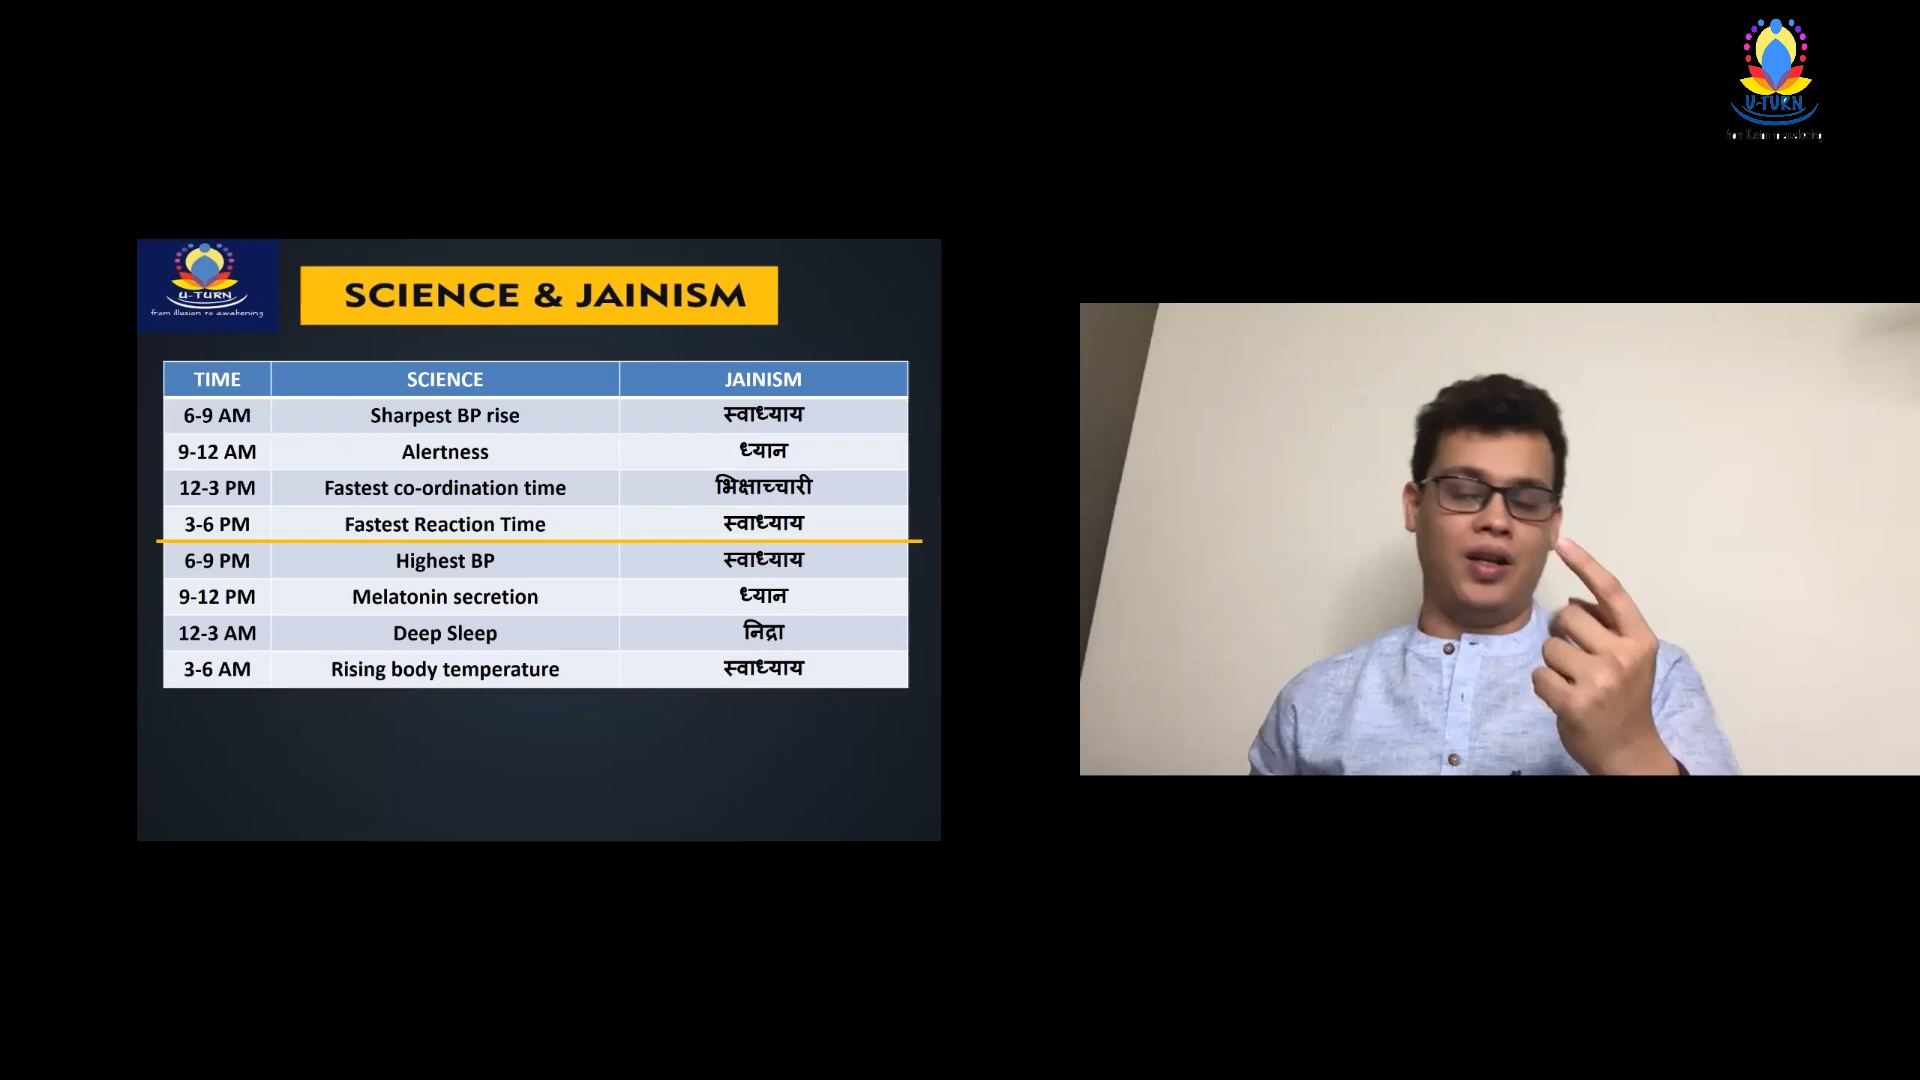 U-TURN
U-TURN
from illusion to awakening
SCIENCE & JAINISM
TIME SCIENCE JAINISM
6-9 AM Sharpest BP rise स्वाध्याय
9-12 AM Alertness ध्यान
12-3 PM Fastest co-ordination time भिक्षाच्चारी
3-6 PM Fastest Reaction Time स्वाध्याय
6-9 PM Highest BP स्वाध्याय
9-12 PM Melatonin secretion ध्यान
12-3 AM Deep Sleep निद्रा
3-6 AM Rising body temperature स्वाध्याय